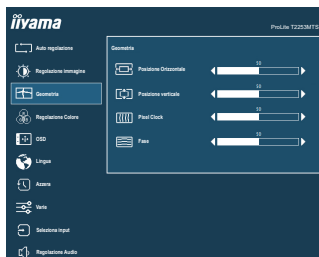 iiyama
ProLite T2253MTS
Auto regolazione
Regolazione immagine
Geometria
Regolazione Colore
OSD
Lingua
Azzera
Varie
Seleziona input
Regolazione Audio
Geometria
Posizione Orizzontale
50
Posizione verticale
50
Pixel Clock
50
Fase
50